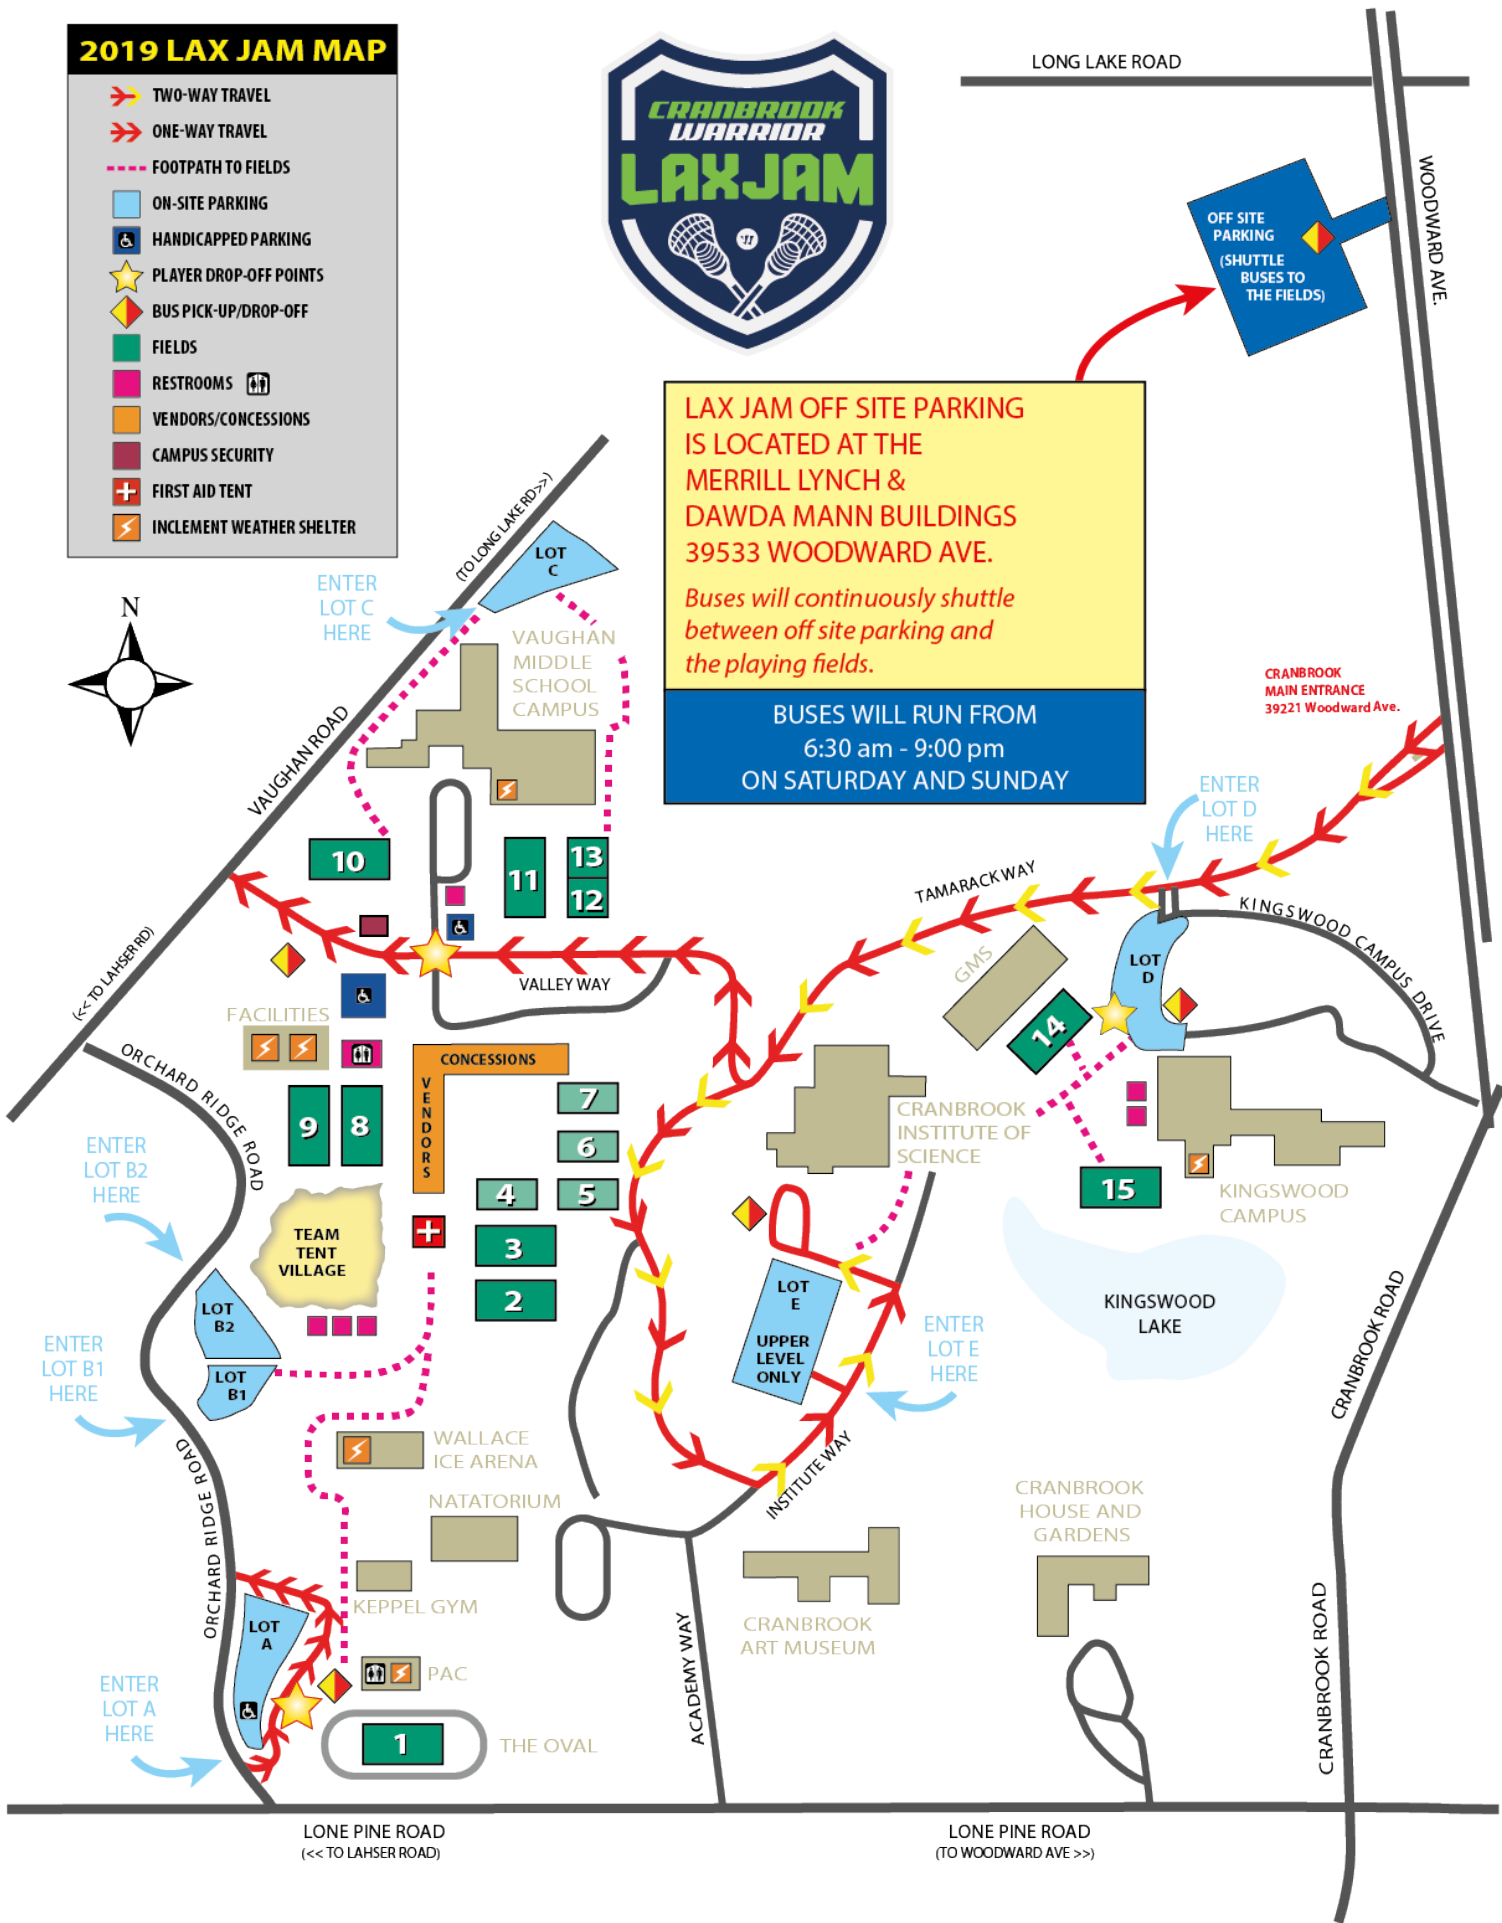 2019 LAX JAM MAP
TWO-WAY TRAVEL
ONE-WAY TRAVEL
FOOTPATH TO FIELDS
ON-SITE PARKING
HANDICAPPED PARKING
PLAYER DROP-OFF POINTS
BUS PICK-UP/DROP-OFF
FIELDS
RESTROOMS
VENDORS/CONCESSIONS
CAMPUS SECURITY
FIRST AID TENT
INCLEMENT WEATHER SHELTER
CRANBROOK
WARRIOR
LAXJAM
LONG LAKE ROAD
WOODWARD AVE.
OFF SITE
PARKING
(SHUTTLE
BUSES TO
THE FIELDS)
LAX JAM OFF SITE PARKING
IS LOCATED AT THE
MERRILL LYNCH &
DAWDA MANN BUILDINGS
39533 WOODWARD AVE.
Buses will continuously shuttle
between off site parking and
the playing fields.
BUSES WILL RUN FROM
6:30 am - 9:00 pm
ON SATURDAY AND SUNDAY
(TO LONG LAKE RD>>)
LOT
C
ENTER
LOT C
HERE
N
VAUGHAN
MIDDLE
SCHOOL
CAMPUS
VAUGHAN ROAD
CRANBROOK
MAIN ENTRANCE
39221 Woodward Ave.
ENTER
LOT D
HERE
10
11
13
12
TAMARACK WAY
KINGSWOOD CAMPUS DRIVE
GMS
LOT
D
14
(<< TO LAHSER RD)
VALLEY WAY
FACILITIES
ORCHARD RIDGE ROAD
CONCESSIONS
VENDORS
9
8
7
6
5
4
3
2
CRANBROOK
INSTITUTE OF
SCIENCE
15
KINGSWOOD
CAMPUS
ENTER
LOT B2
HERE
TEAM
TENT
VILLAGE
LOT
B2
LOT
B1
ENTER
LOT B1
HERE
LOT
E
UPPER
LEVEL
ONLY
ENTER
LOT E
HERE
KINGSWOOD
LAKE
CRANBROOK ROAD
WALLACE
ICE ARENA
INSTITUTE WAY
NATATORIUM
ORCHARD RIDGE ROAD
CRANBROOK
HOUSE AND
GARDENS
KEPPEL GYM
LOT
A
CRANBROOK
ART MUSEUM
ACADEMY WAY
CRANBROOK ROAD
PAC
ENTER
LOT A
HERE
1
THE OVAL
LONE PINE ROAD
(<< TO LAHSER ROAD)
LONE PINE ROAD
(TO WOODWARD AVE >>)